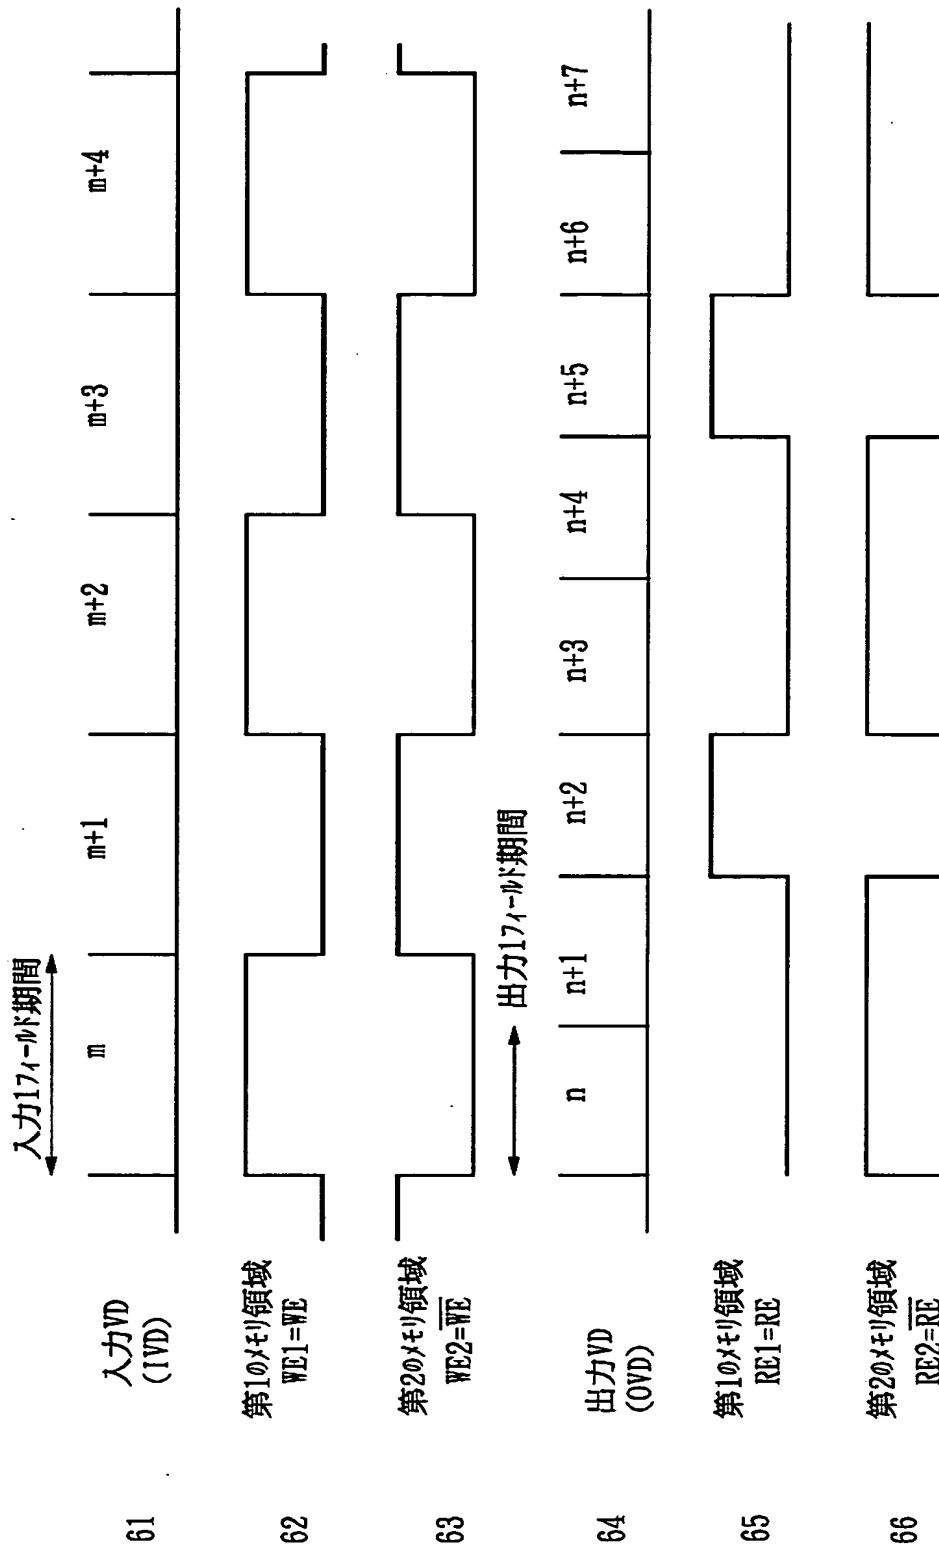 入力1フィールド期間
61
入力VD
(IVD)
m
m+1
m+2
m+3
m+4
62
第1のメモリ領域
WE1=WE
63
第2のメモリ領域
WE2=W̅E̅
出力1フィールド期間
64
出力VD
(OVD)
n
n+1
n+2
n+3
n+4
n+5
n+6
n+7
65
第1のメモリ領域
RE1=RE
66
第2のメモリ領域
RE2=R̅E̅